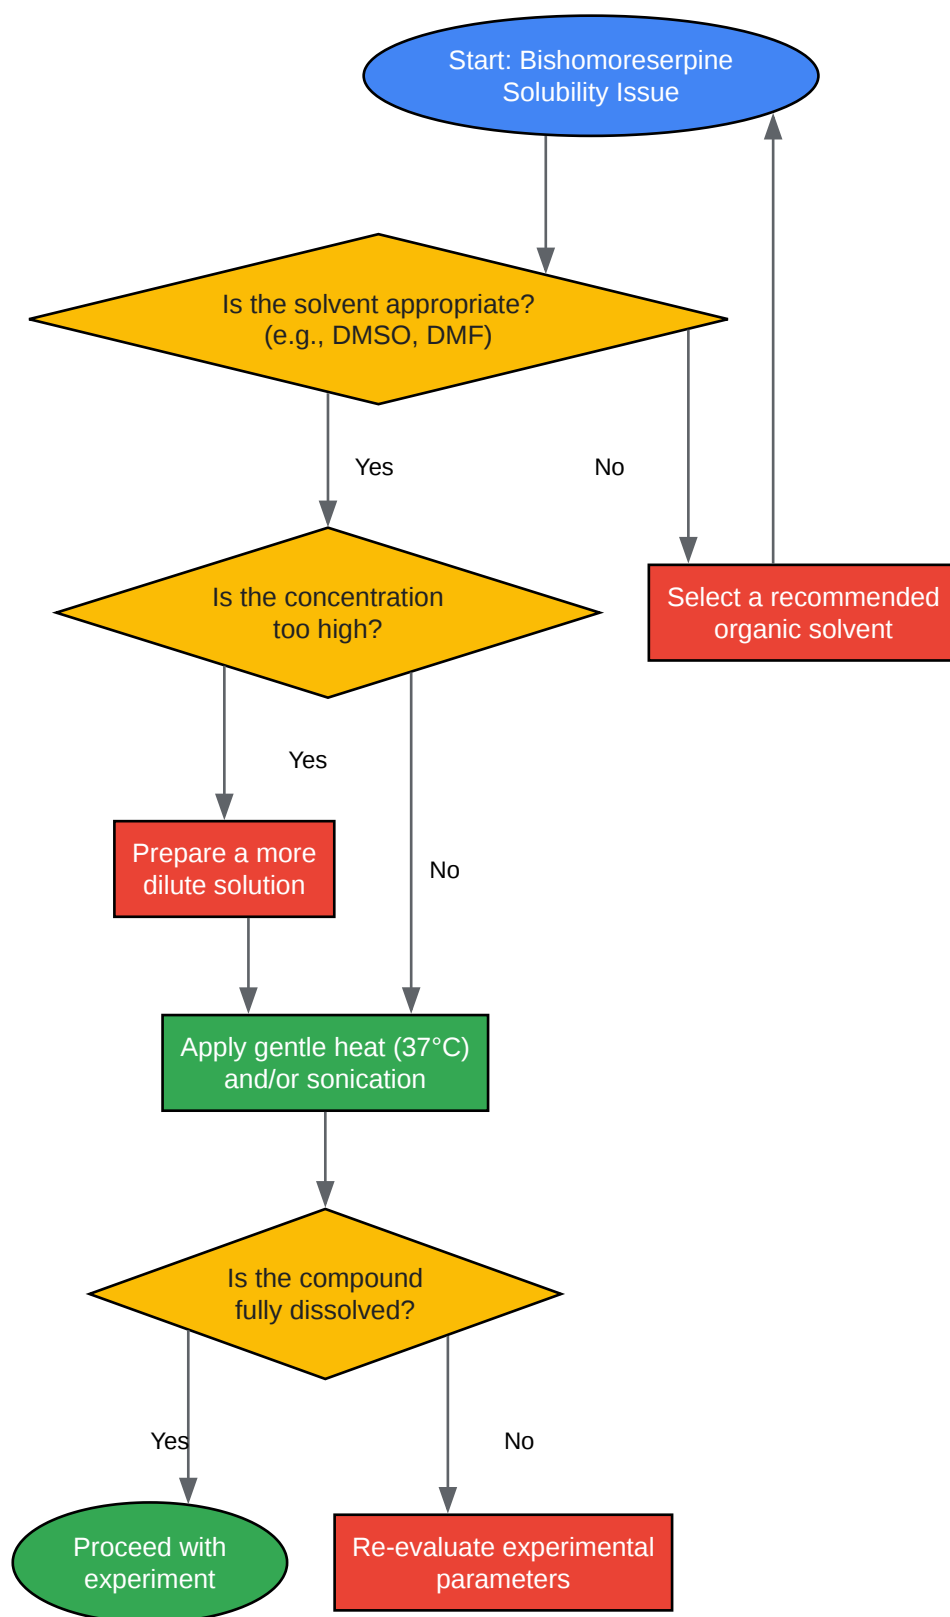 Start: Bishomoreserpine
Solubility Issue
Is the solvent appropriate?
(e.g., DMSO, DMF)
Yes
No
Is the concentration
too high?
Select a recommended
organic solvent
Yes
Prepare a more
dilute solution
No
Apply gentle heat (37°C)
and/or sonication
Is the compound
fully dissolved?
Yes
No
Proceed with
experiment
Re-evaluate experimental
parameters